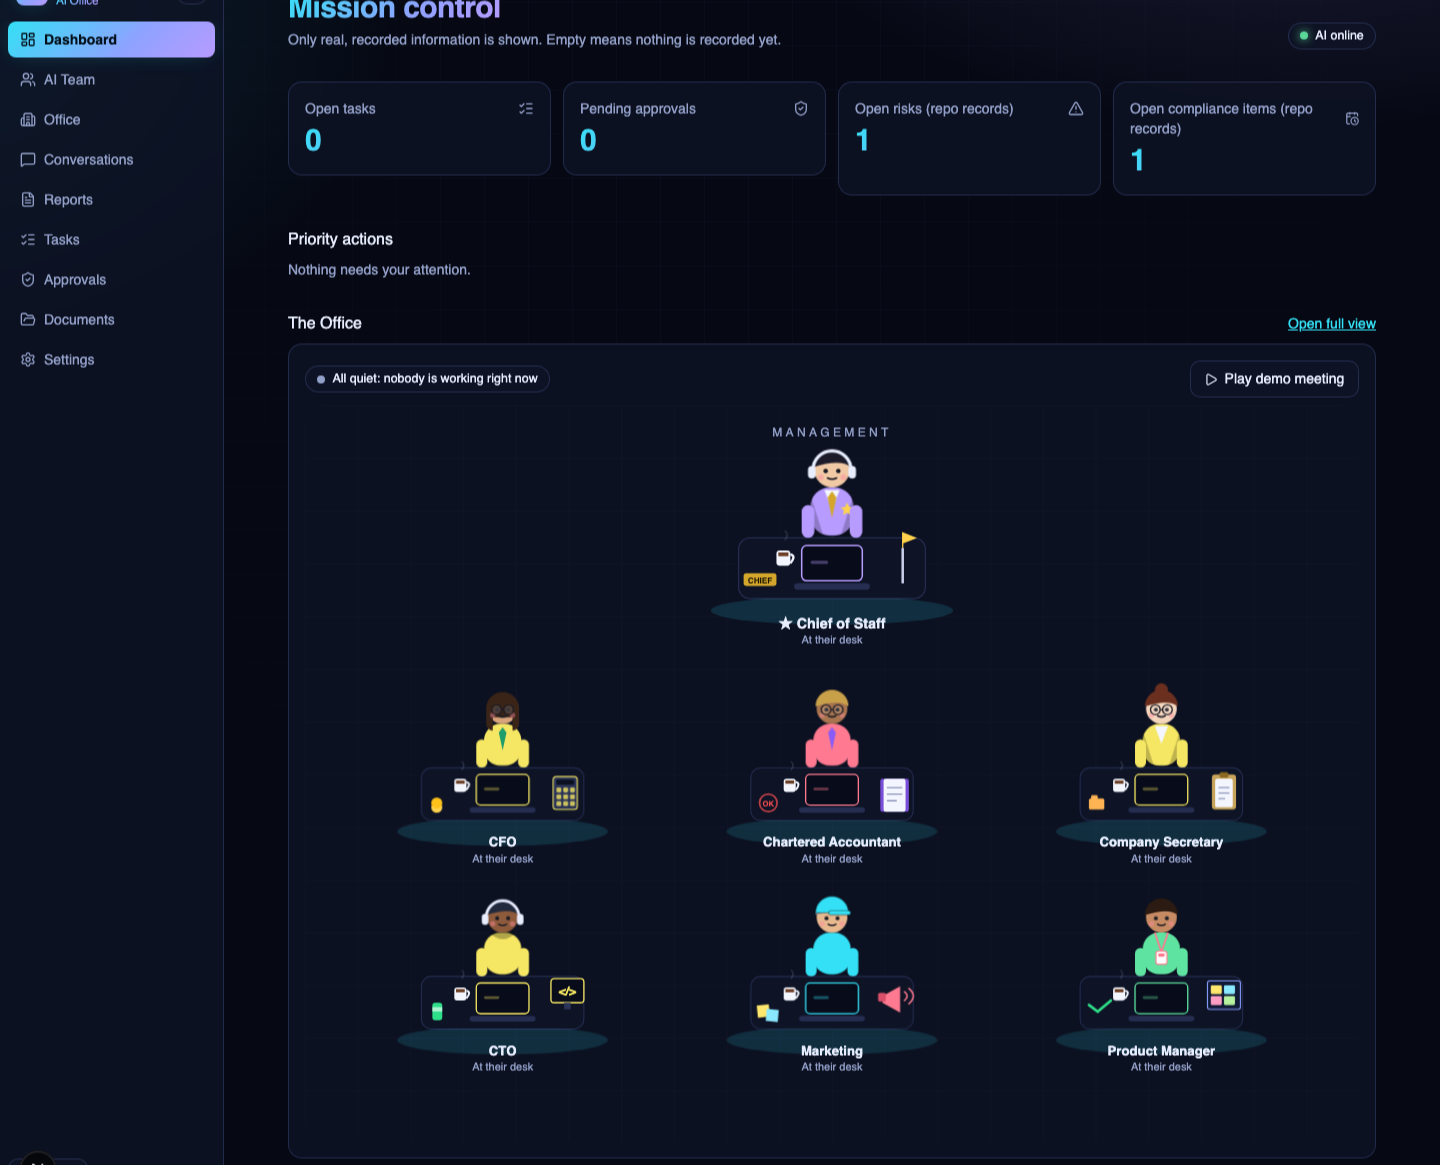 AI Office
Dashboard
AI Team
Office
Conversations
Reports
Tasks
Approvals
Documents
Settings
Mission control
Only real, recorded information is shown. Empty means nothing is recorded yet.
AI online
Open tasks
0
Pending approvals
0
Open risks (repo records)
1
Open compliance items (repo
records)
1
Priority actions
Nothing needs your attention.
The Office
Open full view
All quiet: nobody is working right now
Play demo meeting
MANAGEMENT
CHIEF
★ Chief of Staff
At their desk
CFO
At their desk
OK
Chartered Accountant
At their desk
Company Secretary
At their desk
</>
CTO
At their desk
Marketing
At their desk
Product Manager
At their desk